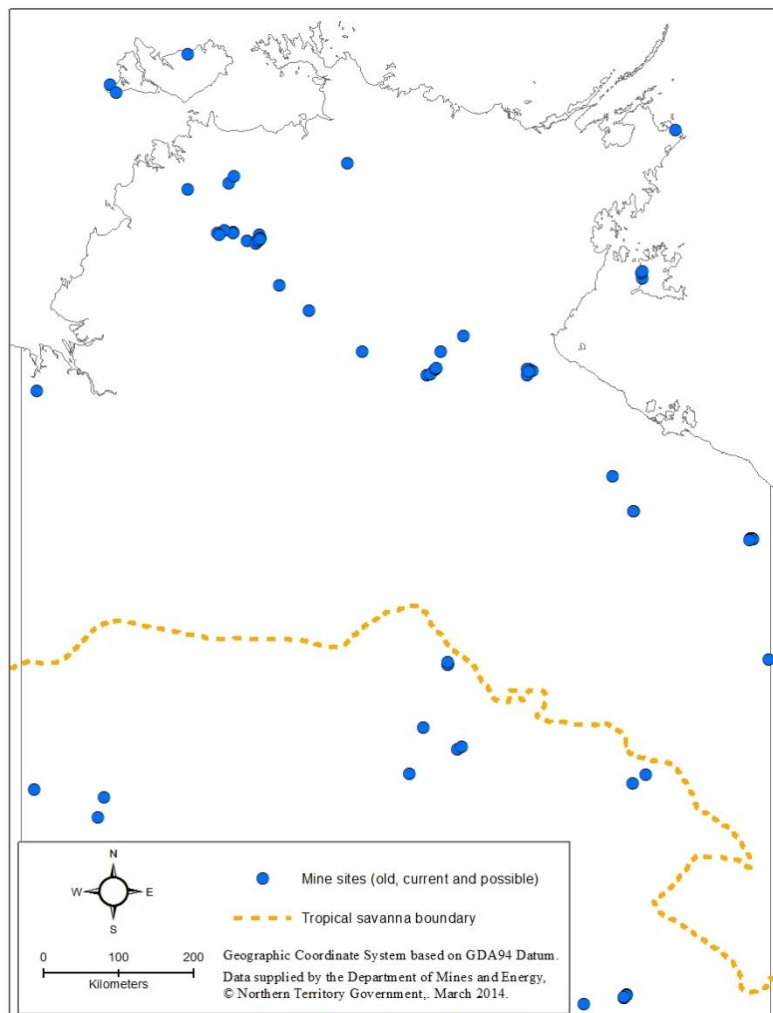 N
W E
S
0 100 200
Kilometers
Mine sites (old, current and possible)
Tropical savanna boundary
Geographic Coordinate System based on GDA94 Datum.
Data supplied by the Department of Mines and Energy,
© Northern Territory Government,. March 2014.